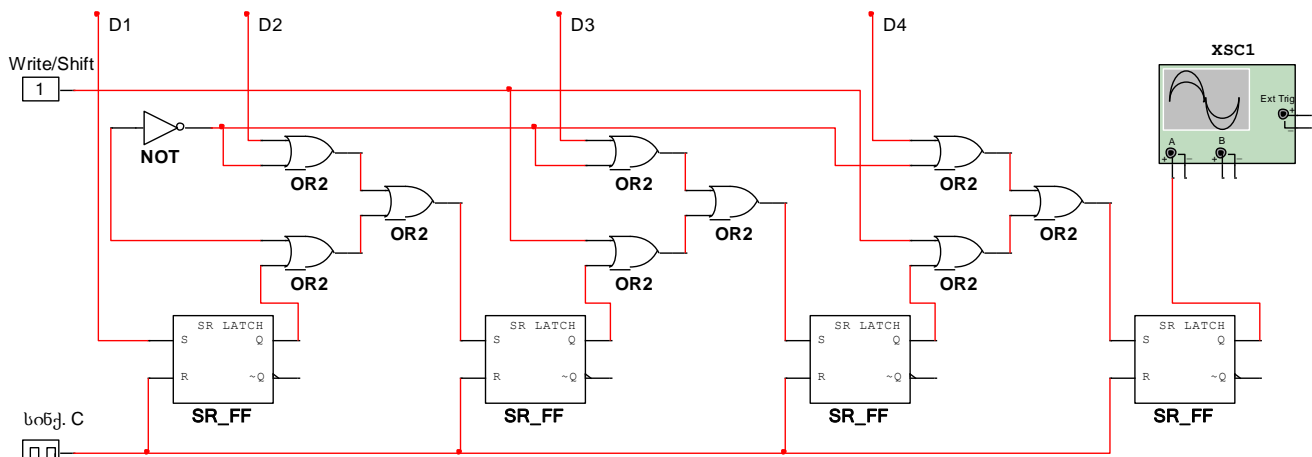 D1 D2 D3 D4
XSC1
Write/Shift
1
Ext Trig
+
−
A B
+ − + −
NOT
OR2 OR2 OR2
OR2 OR2 OR2
OR2 OR2 OR2
SR LATCH SR LATCH SR LATCH SR LATCH
S Q S Q S Q S Q
R ~Q R ~Q R ~Q R ~Q
SR_FF SR_FF SR_FF SR_FF
სინქ. C